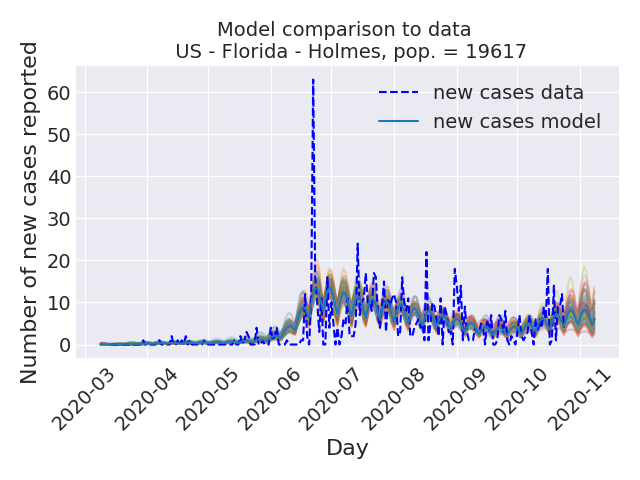 Model comparison to data
US - Florida - Holmes, pop. = 19617
Number of new cases reported
60
50
40
30
20
10
0
new cases data
new cases model
2020-03
2020-04
2020-05
2020-06
2020-07
2020-08
2020-09
2020-10
2020-11
Day